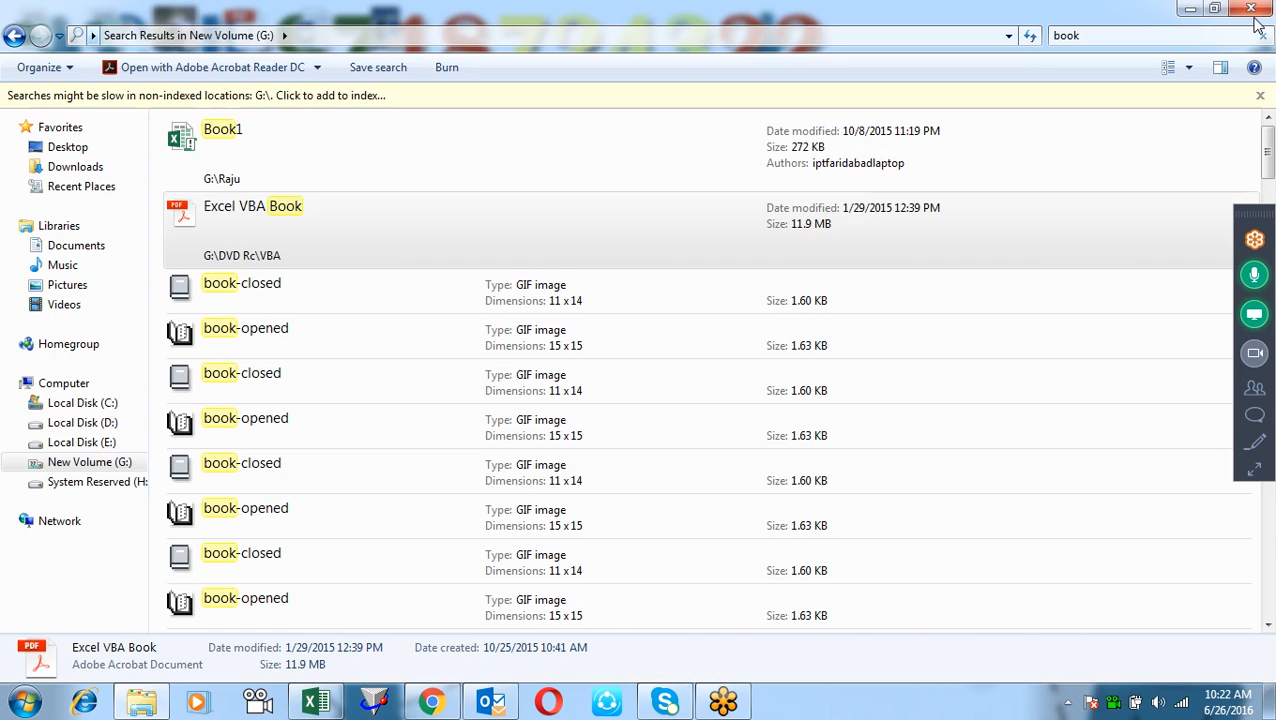 Search Results in New Volume (G:)
book
Organize
Open with Adobe Acrobat Reader DC
Save search
Burn
Searches might be slow in non-indexed locations: G:\. Click to add to index...
Favorites
Desktop
Downloads
Recent Places
Libraries
Documents
Music
Pictures
Videos
Homegroup
Computer
Local Disk (C:)
Local Disk (D:)
Local Disk (E:)
New Volume (G:)
System Reserved (H:
Network
Book1
Date modified: 10/8/2015 11:19 PM
Size: 272 KB
Authors: iptfaridabadlaptop
G:\Raju
Excel VBA Book
Date modified: 1/29/2015 12:39 PM
Size: 11.9 MB
G:\DVD Rc\VBA
book-closed
Type: GIF image
Dimensions: 11 x 14
Size: 1.60 KB
book-opened
Type: GIF image
Dimensions: 15 x 15
Size: 1.63 KB
book-closed
Type: GIF image
Dimensions: 11 x 14
Size: 1.60 KB
book-opened
Type: GIF image
Dimensions: 15 x 15
Size: 1.63 KB
book-closed
Type: GIF image
Dimensions: 11 x 14
Size: 1.60 KB
book-opened
Type: GIF image
Dimensions: 15 x 15
Size: 1.63 KB
book-closed
Type: GIF image
Dimensions: 11 x 14
Size: 1.60 KB
book-opened
Type: GIF image
Dimensions: 15 x 15
Size: 1.63 KB
PDF
Excel VBA Book
Date modified: 1/29/2015 12:39 PM
Date created: 10/25/2015 10:41 AM
Adobe Acrobat Document
Size: 11.9 MB
10:22 AM
6/26/2016